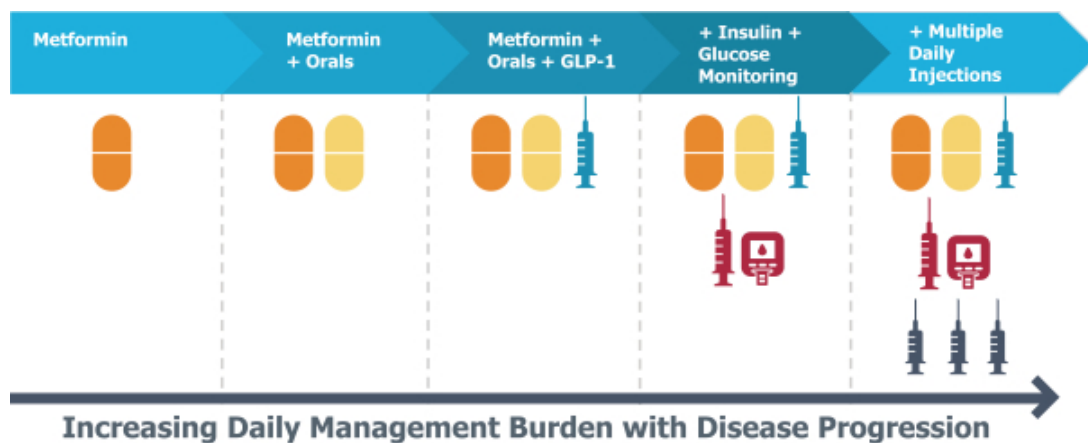 Metformin
Metformin
+ Orals
Metformin +
Orals + GLP-1
+ Insulin +
Glucose
Monitoring
+ Multiple
Daily
Injections
Increasing Daily Management Burden with Disease Progression